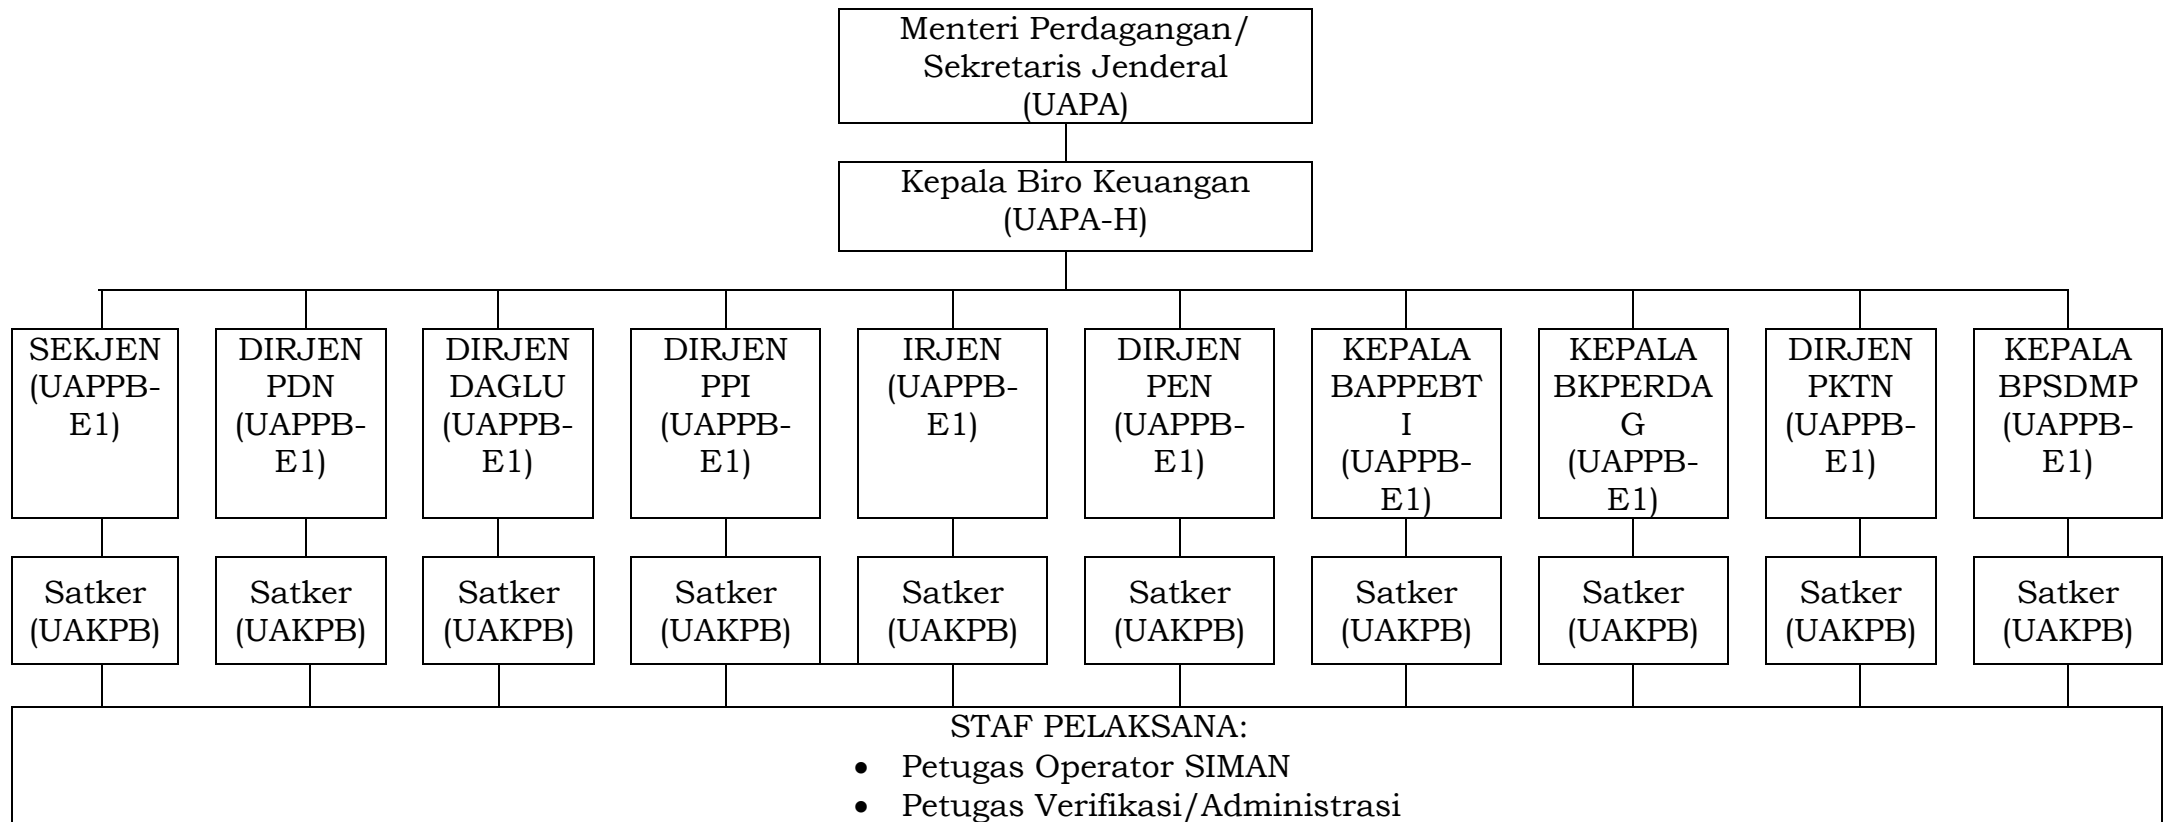 Menteri Perdagangan/
Sekretaris Jenderal
(UAPA)
Kepala Biro Keuangan
(UAPA-H)
SEKJEN
(UAPPB-
E1)
DIRJEN
PDN
(UAPPB-
E1)
DIRJEN
DAGLU
(UAPPB-
E1)
DIRJEN
PPI
(UAPPB-
E1)
IRJEN
(UAPPB-
E1)
DIRJEN
PEN
(UAPPB-
E1)
KEPALA
BAPPEBT
I
(UAPPB-
E1)
KEPALA
BKPERDA
G
(UAPPB-
E1)
DIRJEN
PKTN
(UAPPB-
E1)
KEPALA
BPSDMP
(UAPPB-
E1)
Satker
(UAKPB)
Satker
(UAKPB)
Satker
(UAKPB)
Satker
(UAKPB)
Satker
(UAKPB)
Satker
(UAKPB)
Satker
(UAKPB)
Satker
(UAKPB)
Satker
(UAKPB)
Satker
(UAKPB)
STAF PELAKSANA:
• Petugas Operator SIMAN
• Petugas Verifikasi/Administrasi